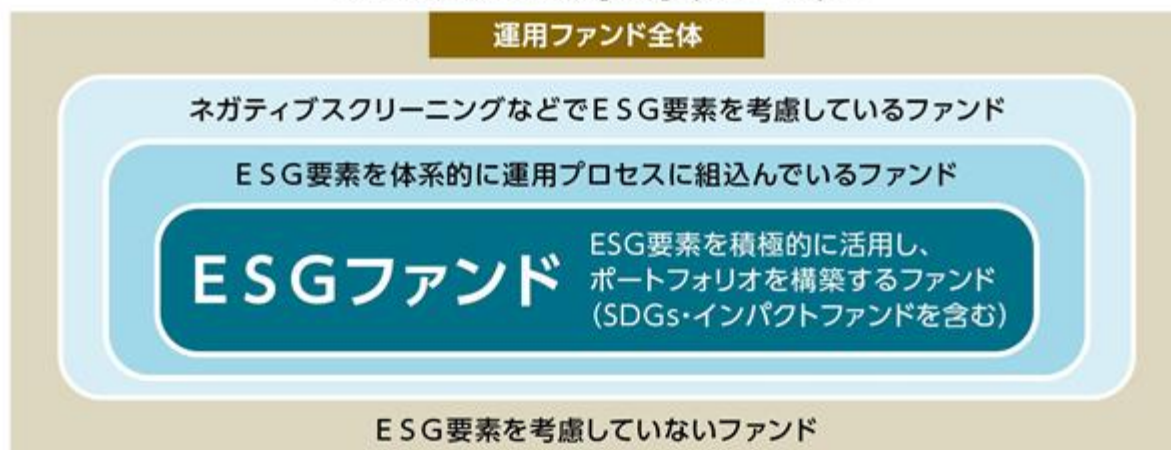 運用ファンド全体
ネガティブスクリーニングなどでESG要素を考慮しているファンド
ESG要素を体系的に運用プロセスに組込んでいるファンド
ESGファンド
ESG要素を積極的に活用し、
ポートフォリオを構築するファンド
(SDGs・インパクトファンドを含む)
ESG要素を考慮していないファンド